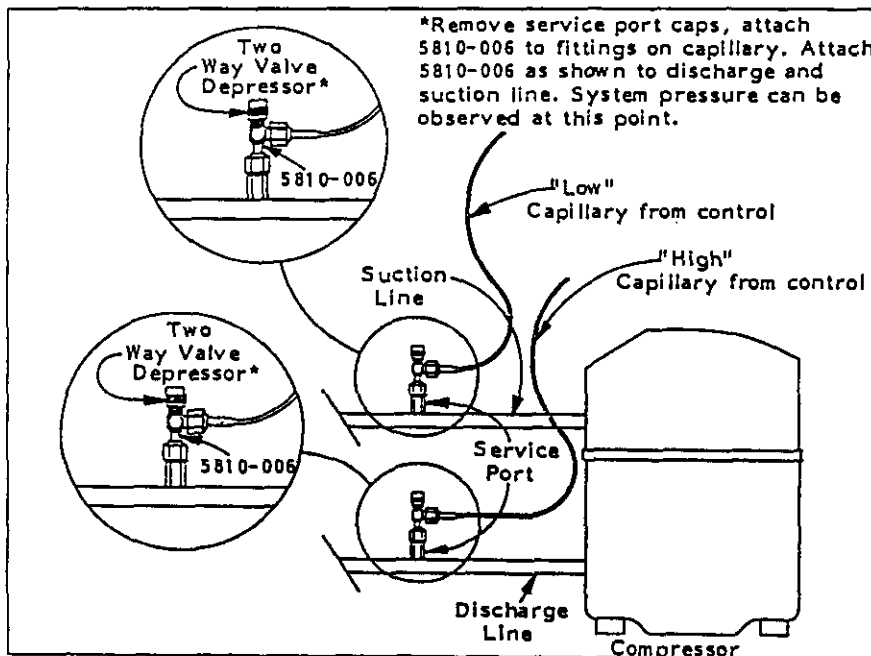 *Remove service port caps, attach
5810-006 to fittings on capillary. Attach
5810-006 as shown to discharge and
suction line. System pressure can be
observed at this point.
Two
Way Valve
Depressor*
5810-006
"Low"
Capillary from control
"High"
Capillary from control
Suction
Line
Two
Way Valve
Depressor*
5810-006
Service
Port
Discharge
Line
Compressor